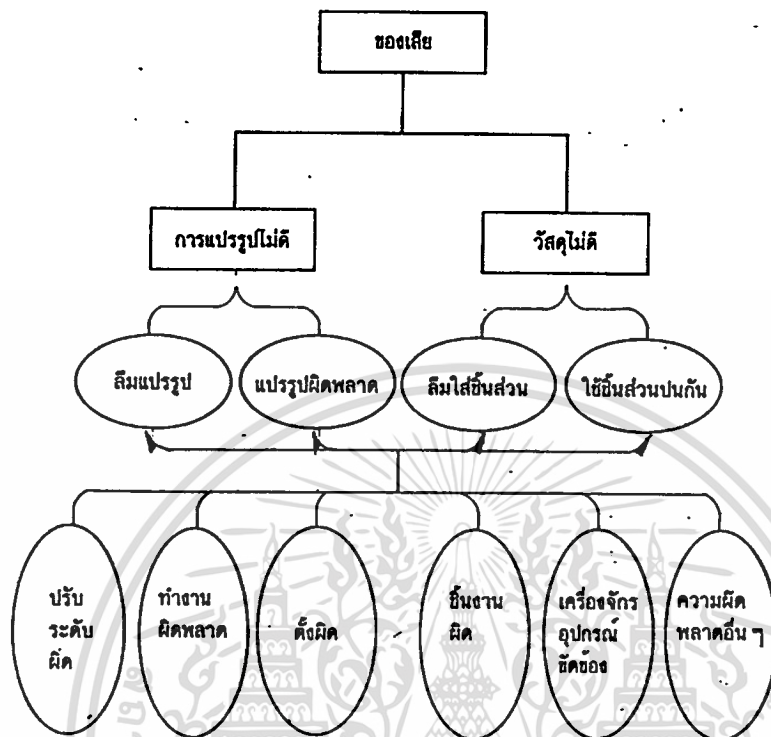 ของเสีย
การแปรรูปไม่ดี
วัสดุไม่ดี
ลืมแปรรูป
แปรรูปผิดพลาด
ลืมใส่ชิ้นส่วน
ใช้ชิ้นส่วนปนกัน
ปรับ
ระดับ
ผิด
ทำงาน
ผิดพลาด
ตั้งผิด
ชิ้นงาน
ผิด
เครื่องจักร
อุปกรณ์
ขัดข้อง
ความผิด
พลาดอื่น ๆ